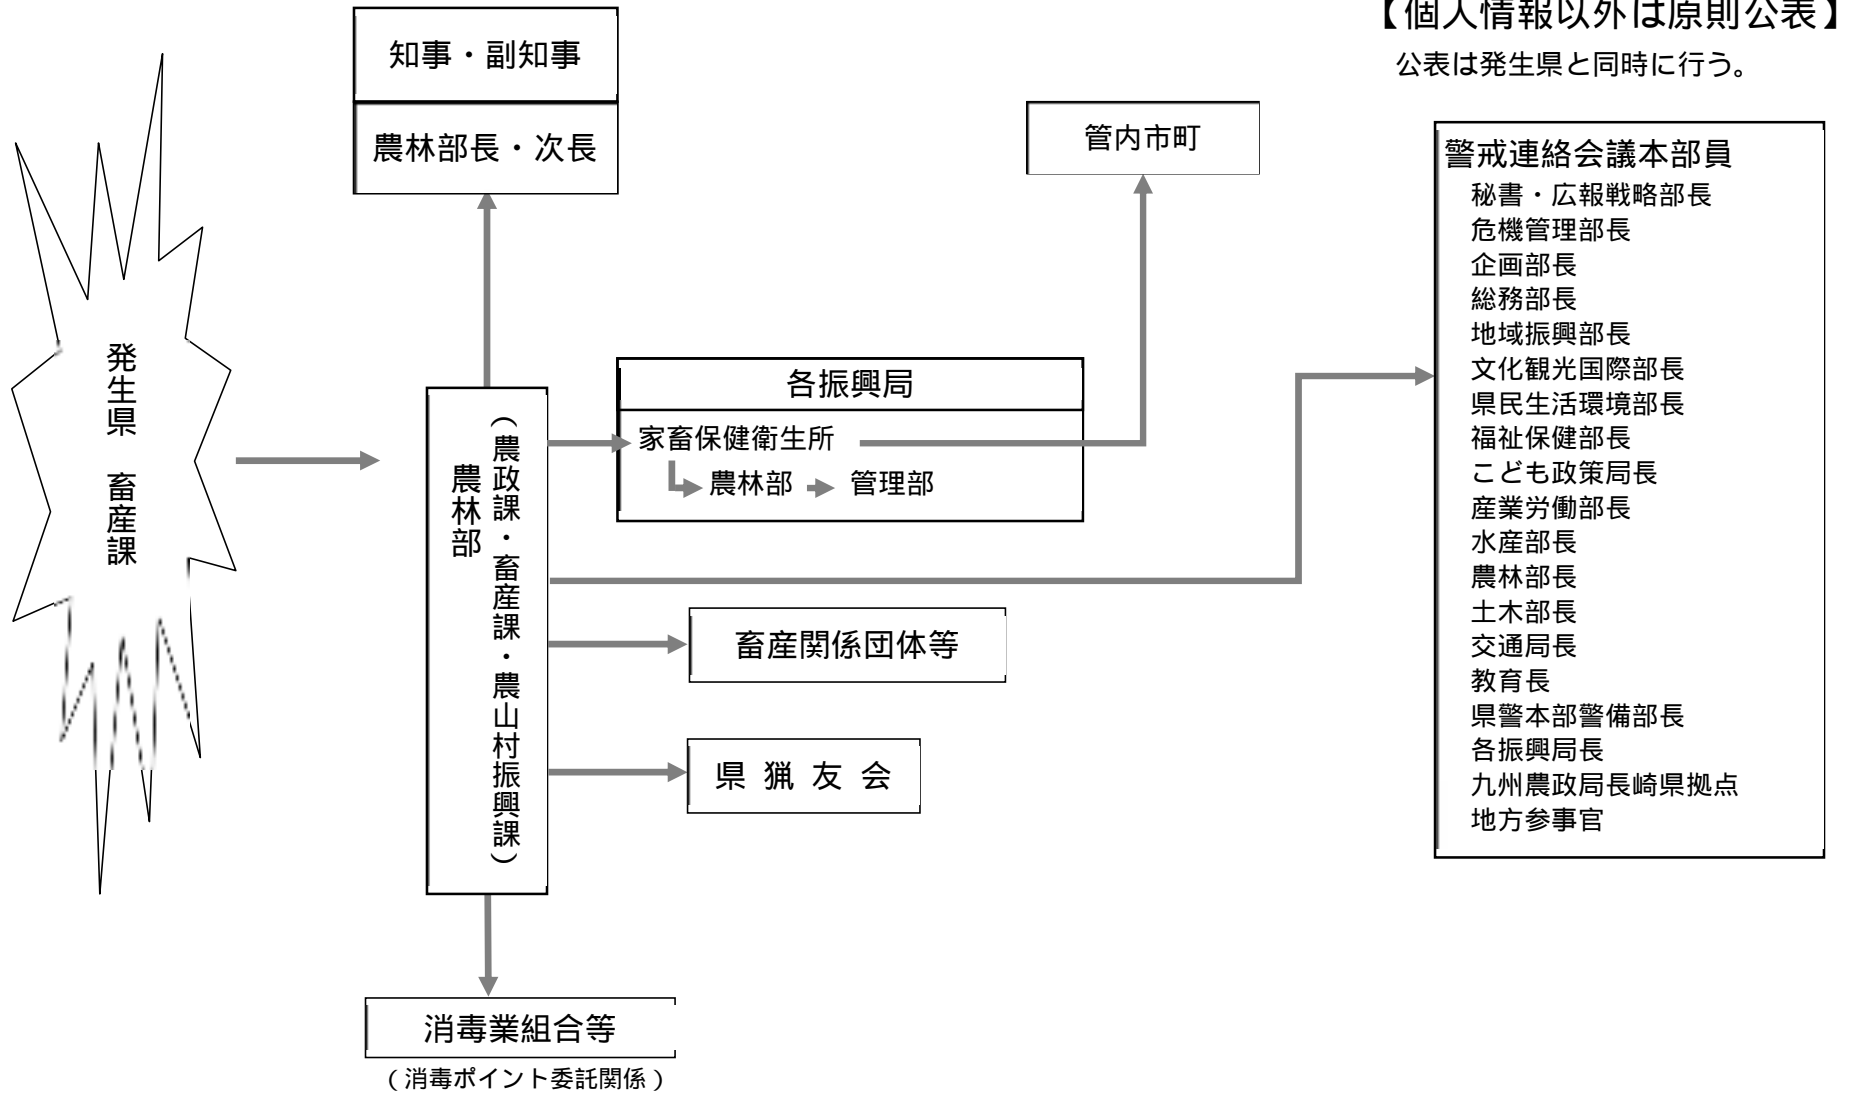 【個人情報以外は原則公表】
公表は発生県と同時に行う。
知事・副知事
農林部長・次長
管内市町
発生県　畜産課
農林部
(農政課・畜産課・農山村振興課)
各振興局
家畜保健衛生所
農林部
管理部
畜産関係団体等
県 猟 友 会
消毒業組合等
(消毒ポイント委託関係)
警戒連絡会議本部員
秘書・広報戦略部長
危機管理部長
企画部長
総務部長
地域振興部長
文化観光国際部長
県民生活環境部長
福祉保健部長
こども政策局長
産業労働部長
水産部長
農林部長
土木部長
交通局長
教育長
県警本部警備部長
各振興局長
九州農政局長崎県拠点
地方参事官